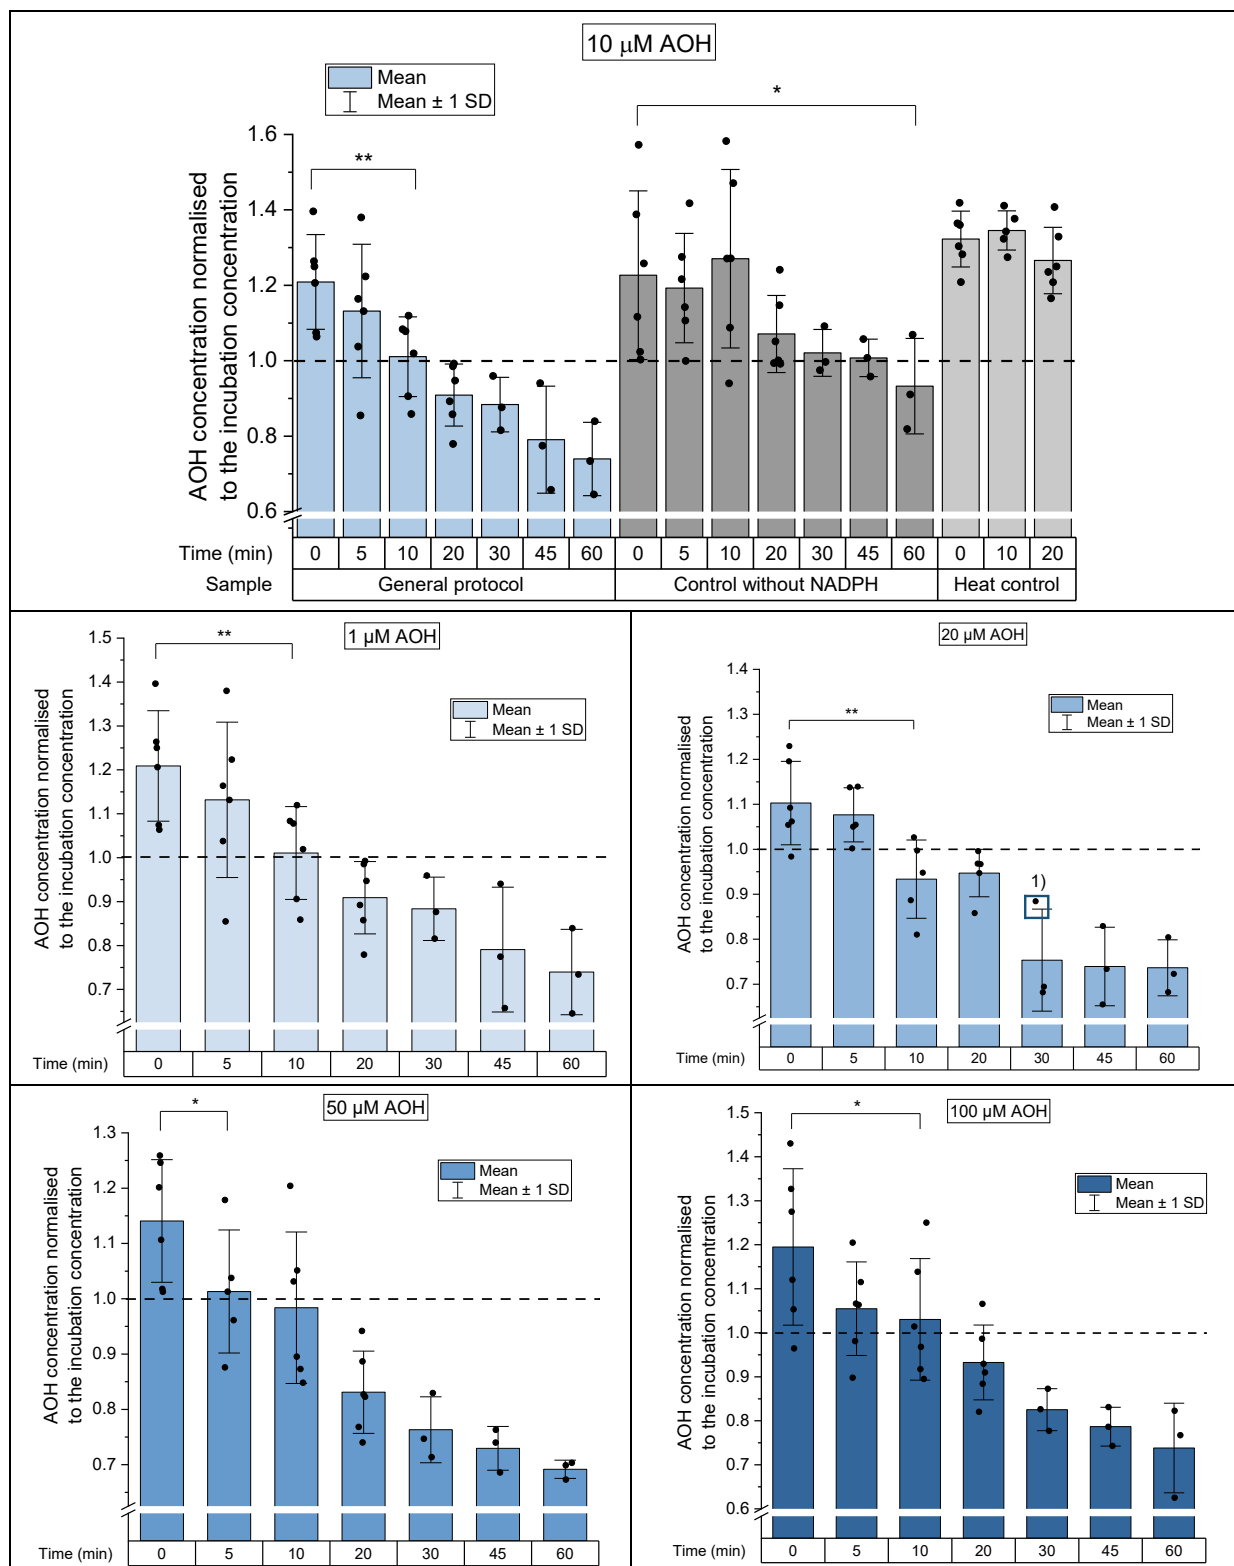 10 μM AOH
Mean
Mean ± 1 SD
**
*
AOH concentration normalised
to the incubation concentration
1.6
1.4
1.2
1.0
0.8
0.6
Time (min) 0 5 10 20 30 45 60 0 5 10 20 30 45 60 0 10 20
Sample General protocol Control without NADPH Heat control
1 μM AOH
**
Mean
Mean ± 1 SD
AOH concentration normalised
to the incubation concentration
1.5
1.4
1.3
1.2
1.1
1.0
0.9
0.8
0.7
Time (min) 0 5 10 20 30 45 60
20 μM AOH
**
Mean
Mean ± 1 SD
1)
AOH concentration normalised
to the incubation concentration
1.4
1.3
1.2
1.1
1.0
0.9
0.8
0.7
Time (min) 0 5 10 20 30 45 60
50 μM AOH
*
Mean
Mean ± 1 SD
AOH concentration normalised
to the incubation concentration
1.3
1.2
1.1
1.0
0.9
0.8
0.7
Time (min) 0 5 10 20 30 45 60
100 μM AOH
*
Mean
Mean ± 1 SD
AOH concentration normalised
to the incubation concentration
1.5
1.4
1.3
1.2
1.1
1.0
0.9
0.8
0.7
0.6
Time (min) 0 5 10 20 30 45 60